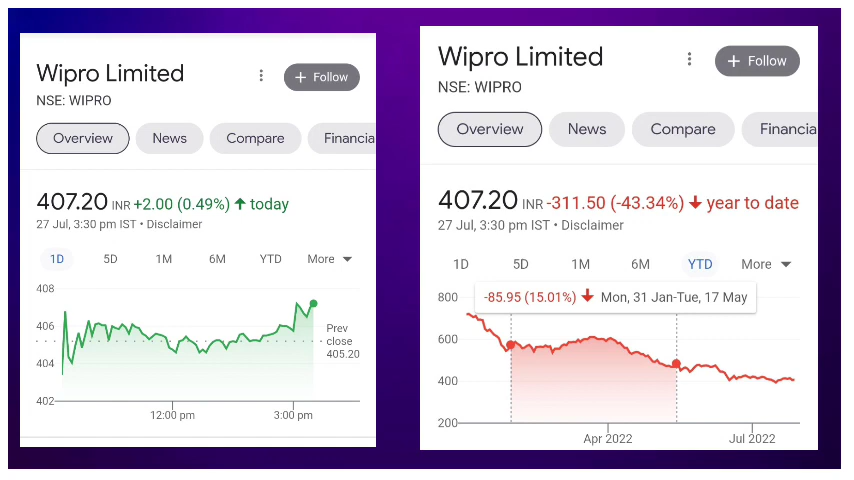 Wipro Limited
+ Follow
NSE: WIPRO
Overview
News
Compare
Financia
407.20 INR +2.00 (0.49%) ↑ today
27 Jul, 3:30 pm IST • Disclaimer
1D 5D 1M 6M YTD More
408
406
404
402
Prev
close
405.20
12:00 pm
3:00 pm
Wipro Limited
+ Follow
NSE: WIPRO
Overview
News
Compare
Financia
407.20 INR -311.50 (-43.34%) ↓ year to date
27 Jul, 3:30 pm IST • Disclaimer
1D 5D 1M 6M YTD More
-85.95 (15.01%) ↓ Mon, 31 Jan-Tue, 17 May
800
600
400
200
Apr 2022
Jul 2022